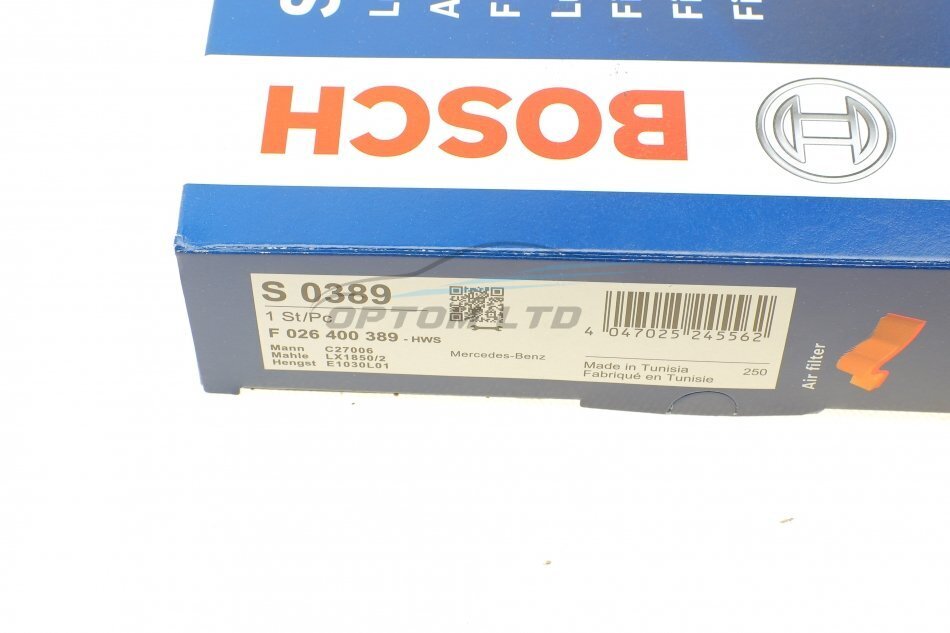 BOSCH
S 0389
1 St/Pc
F 026 400 389 - HWS
Mann C27006
Mahle LX1850/2
Hengst E1030L01
Mercedes-Benz
4 047025 245562
Made in Tunisia
Fabriqué en Tunisie
250
Air filter
OPTOM LTD